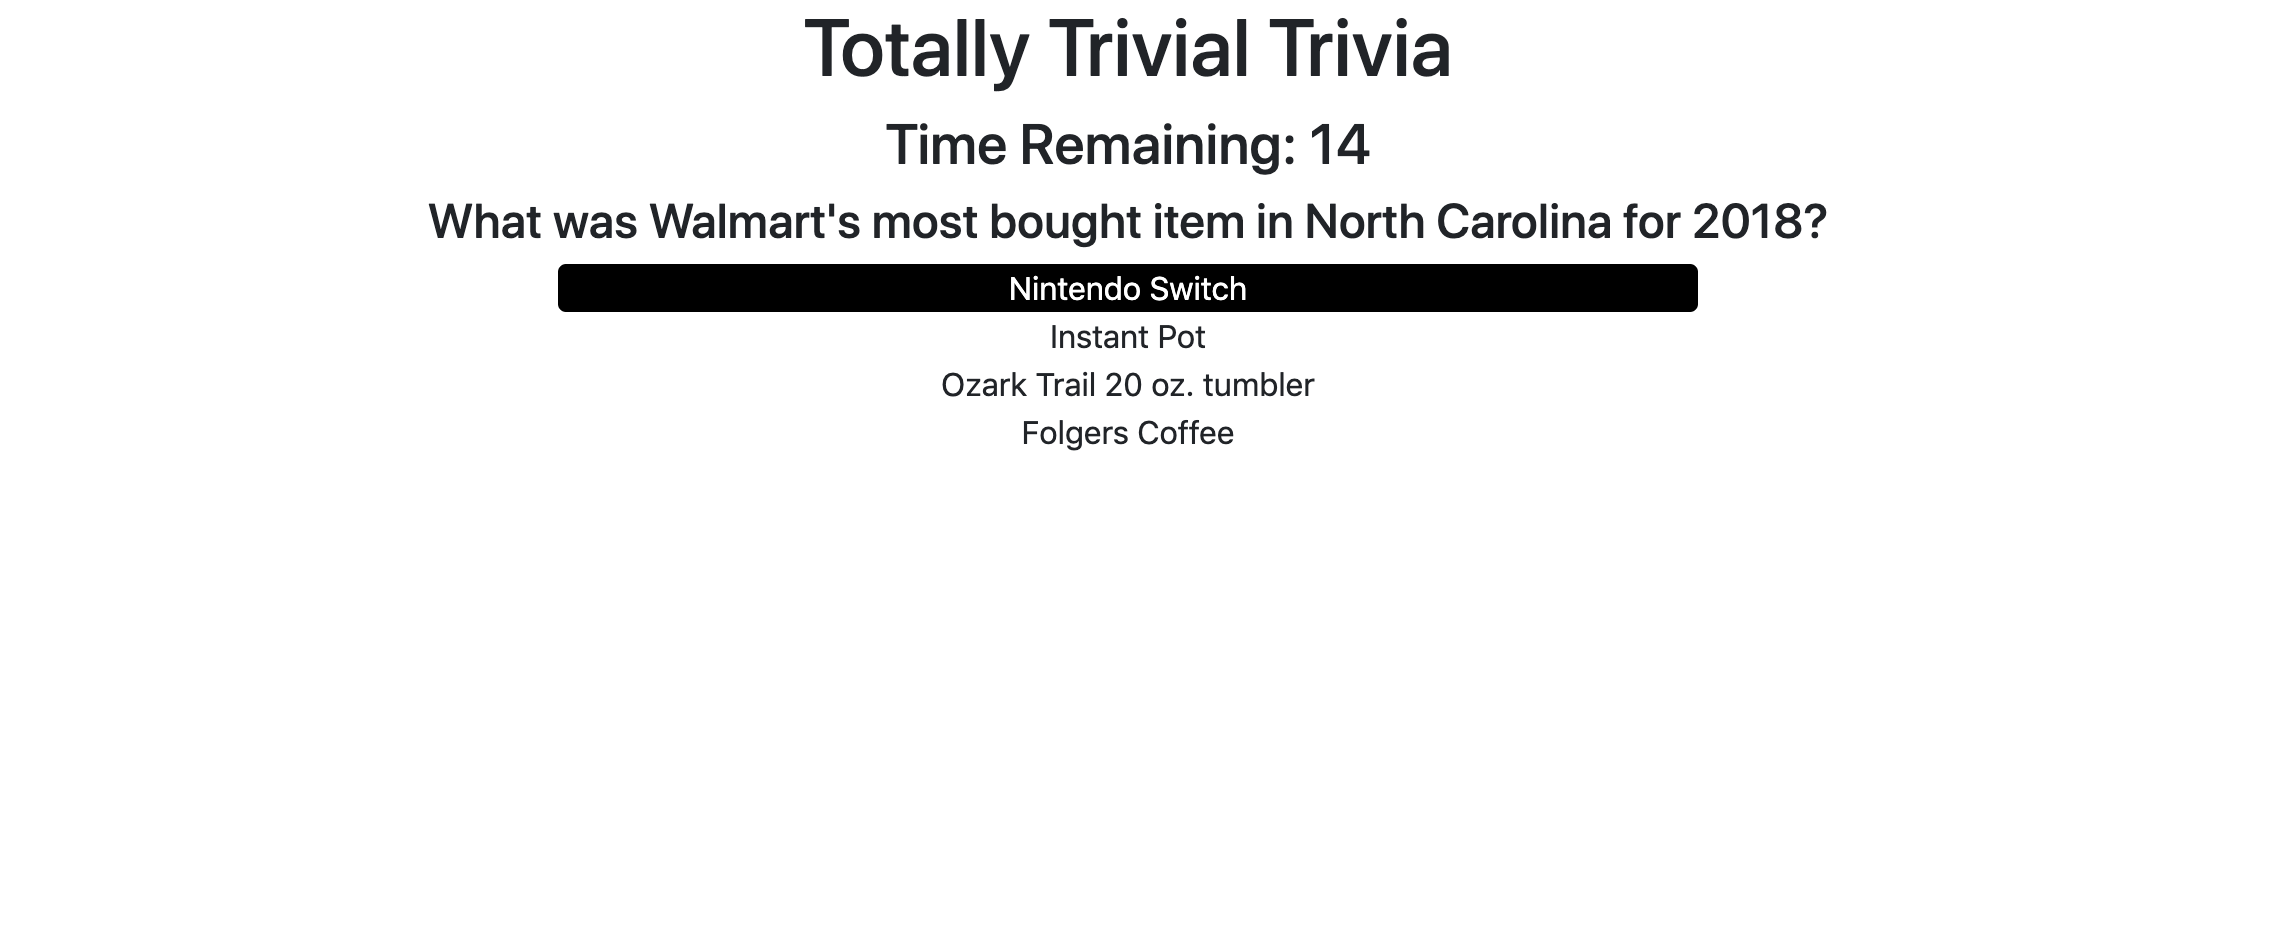 Totally Trivial Trivia
Time Remaining: 14
What was Walmart's most bought item in North Carolina for 2018?
Nintendo Switch
Instant Pot
Ozark Trail 20 oz. tumbler
Folgers Coffee